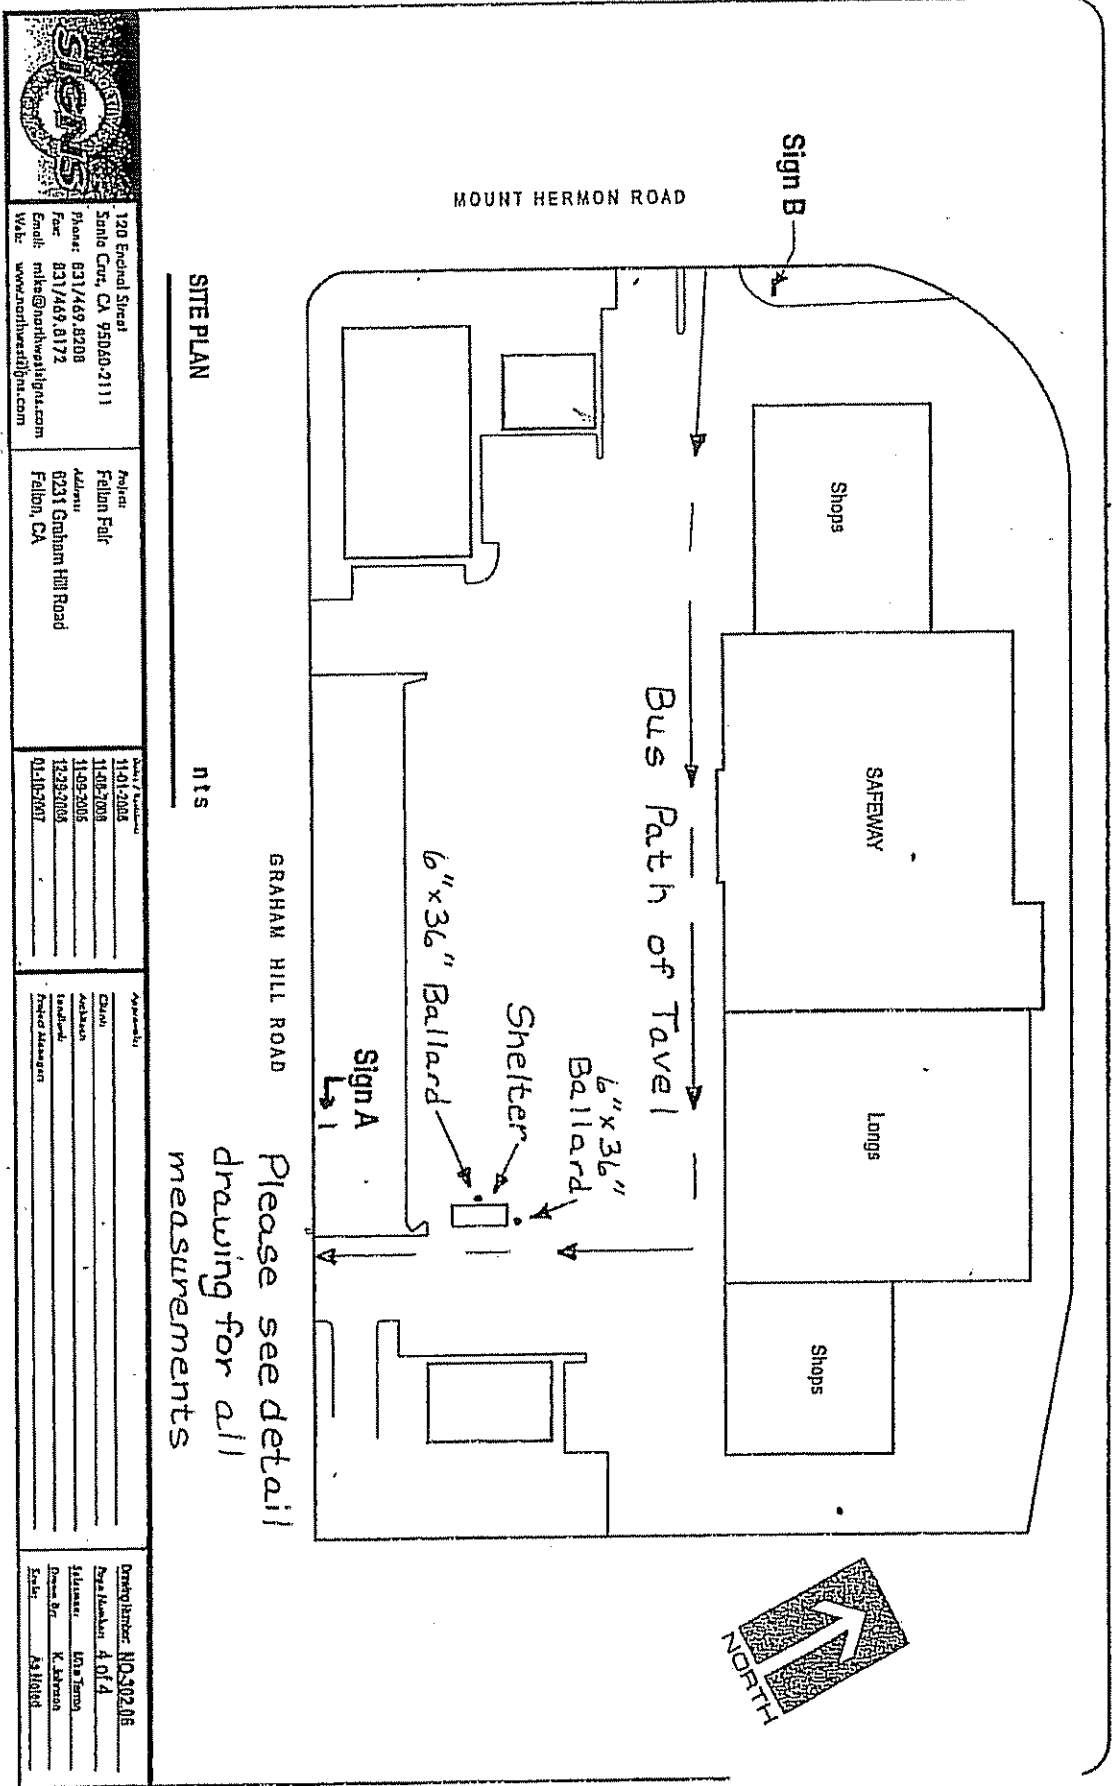 MOUNT HERMON ROAD
Sign B
Shops
SAFEWAY
Longs
Shops
Bus Path of Tavel
6"x36"
Ballard
Shelter
6"x36" Ballard
Sign A
GRAHAM HILL ROAD
Please see detail
drawing for all
measurements
NORTH
SITE PLAN
nts
SIGNS
120 Encinal Street
Santa Cruz, CA 95060-2111
Phone: 831/469.8208
Fax: 831/469.8172
Email: mike@northwestsigns.com
Web: www.northwestsigns.com
Project:
Felton Fair
Address:
6231 Graham Hill Road
Felton, CA
11-01-2006
11-08-2006
11-09-2006
12-29-2006
01-10-2007
Approvals:
Client:
Architect:
Landlord:
Project Manager:
Drawing Number: NO-302.06
Page Number: 4 of 4
Salesman:
Drawn By: K. Johnson
Scale: As Noted